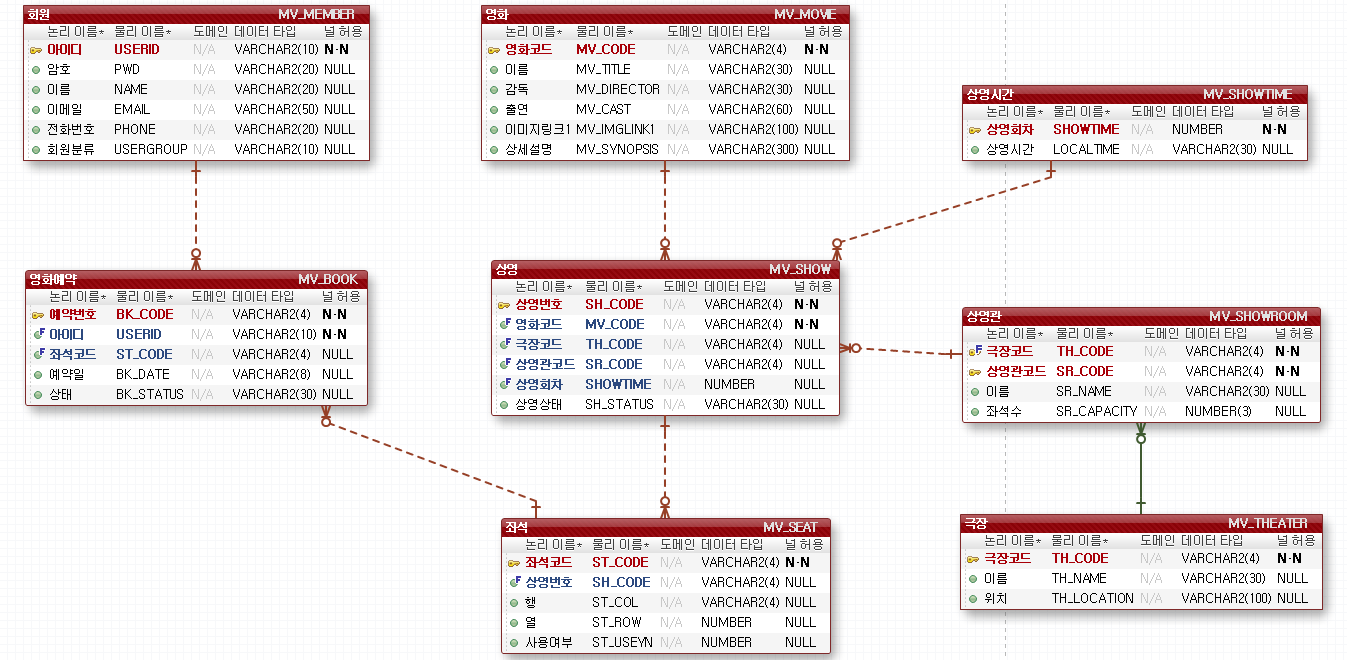 회원 MV_MEMBER
논리 이름* 물리 이름* 도메인 데이터 타입 널 허용
아이디 USERID N/A VARCHAR2(10) N-N
암호 PWD N/A VARCHAR2(20) NULL
이름 NAME N/A VARCHAR2(20) NULL
이메일 EMAIL N/A VARCHAR2(50) NULL
전화번호 PHONE N/A VARCHAR2(20) NULL
회원분류 USERGROUP N/A VARCHAR2(10) NULL
영화 MV_MOVIE
논리 이름* 물리 이름* 도메인 데이터 타입 널 허용
영화코드 MV_CODE N/A VARCHAR2(4) N-N
이름 MV_TITLE N/A VARCHAR2(30) NULL
감독 MV_DIRECTOR N/A VARCHAR2(30) NULL
출연 MV_CAST N/A VARCHAR2(60) NULL
이미지링크1 MV_IMGLINK1 N/A VARCHAR2(100) NULL
상세설명 MV_SYNOPSIS N/A VARCHAR2(300) NULL
상영시간 MV_SHOWTIME
논리 이름* 물리 이름* 도메인 데이터 타입 널 허용
상영회차 SHOWTIME N/A NUMBER N-N
상영시간 LOCALTIME N/A VARCHAR2(30) NULL
영화예약 MV_BOOK
논리 이름* 물리 이름* 도메인 데이터 타입 널 허용
예약번호 BK_CODE N/A VARCHAR2(4) N-N
아이디 USERID N/A VARCHAR2(10) N-N
좌석코드 ST_CODE N/A VARCHAR2(4) NULL
예약일 BK_DATE N/A VARCHAR2(8) NULL
상태 BK_STATUS N/A VARCHAR2(30) NULL
상영 MV_SHOW
논리 이름* 물리 이름* 도메인 데이터 타입 널 허용
상영번호 SH_CODE N/A VARCHAR2(4) N-N
영화코드 MV_CODE N/A VARCHAR2(4) N-N
극장코드 TH_CODE N/A VARCHAR2(4) NULL
상영관코드 SR_CODE N/A VARCHAR2(4) NULL
상영회차 SHOWTIME N/A NUMBER NULL
상영상태 SH_STATUS N/A VARCHAR2(30) NULL
상영관 MV_SHOWROOM
논리 이름* 물리 이름* 도메인 데이터 타입 널 허용
극장코드 TH_CODE N/A VARCHAR2(4) N-N
상영관코드 SR_CODE N/A VARCHAR2(4) N-N
이름 SR_NAME N/A VARCHAR2(30) NULL
좌석수 SR_CAPACITY N/A NUMBER(3) NULL
좌석 MV_SEAT
논리 이름* 물리 이름* 도메인 데이터 타입 널 허용
좌석코드 ST_CODE N/A VARCHAR2(4) N-N
상영번호 SH_CODE N/A VARCHAR2(4) NULL
행 ST_COL N/A VARCHAR2(4) NULL
열 ST_ROW N/A NUMBER NULL
사용여부 ST_USEYN N/A NUMBER NULL
극장 MV_THEATER
논리 이름* 물리 이름* 도메인 데이터 타입 널 허용
극장코드 TH_CODE N/A VARCHAR2(4) N-N
이름 TH_NAME N/A VARCHAR2(30) NULL
위치 TH_LOCATION N/A VARCHAR2(100) NULL